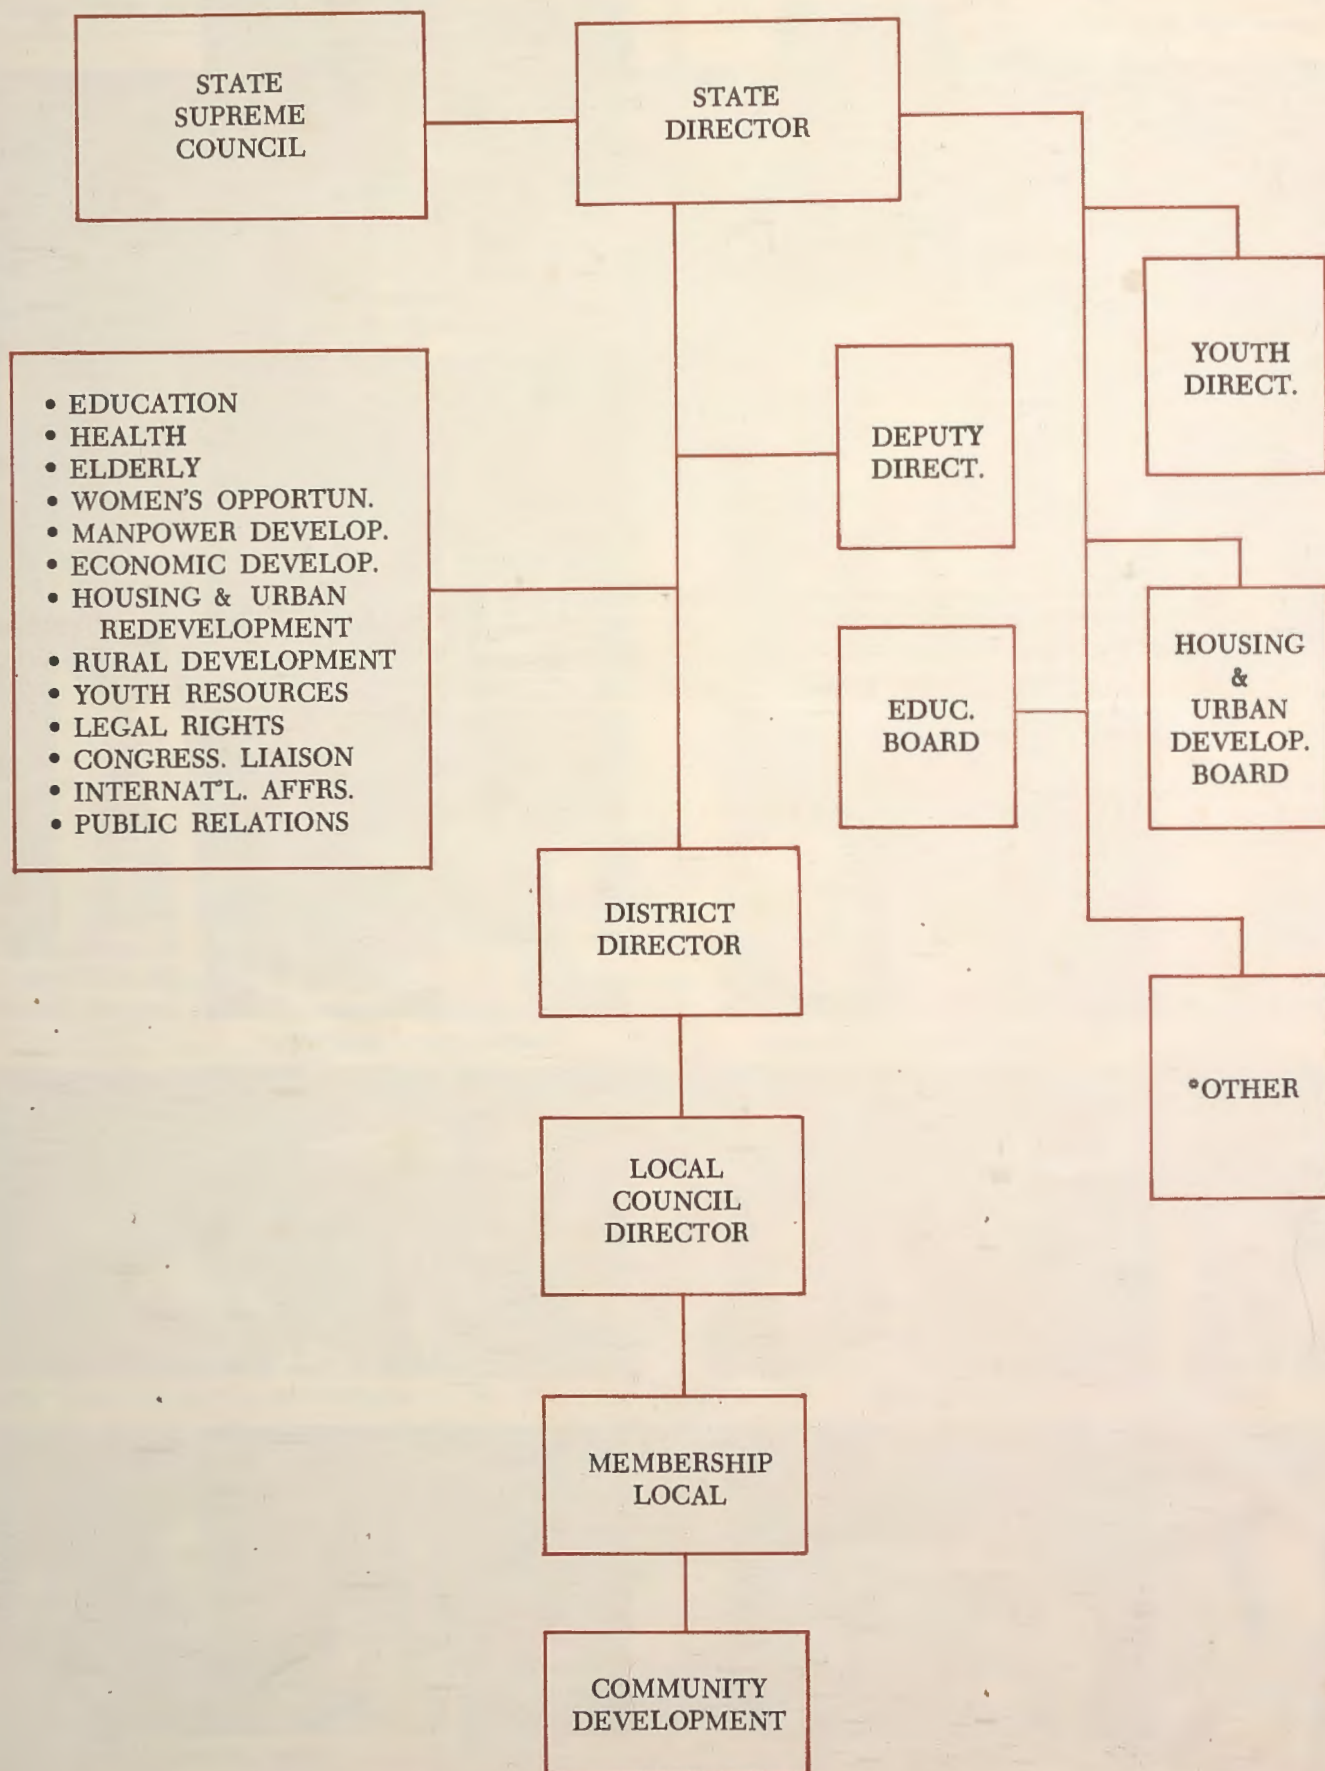 STATE
SUPREME
COUNCIL
STATE
DIRECTOR
YOUTH
DIRECT.
• EDUCATION
• HEALTH
• ELDERLY
• WOMEN'S OPPORTUN.
• MANPOWER DEVELOP.
• ECONOMIC DEVELOP.
• HOUSING & URBAN
REDEVELOPMENT
• RURAL DEVELOPMENT
• YOUTH RESOURCES
• LEGAL RIGHTS
• CONGRESS. LIAISON
• INTERNAT'L. AFFRS.
• PUBLIC RELATIONS
DEPUTY
DIRECT.
EDUC.
BOARD
HOUSING
&
URBAN
DEVELOP.
BOARD
DISTRICT
DIRECTOR
*OTHER
LOCAL
COUNCIL
DIRECTOR
MEMBERSHIP
LOCAL
COMMUNITY
DEVELOPMENT